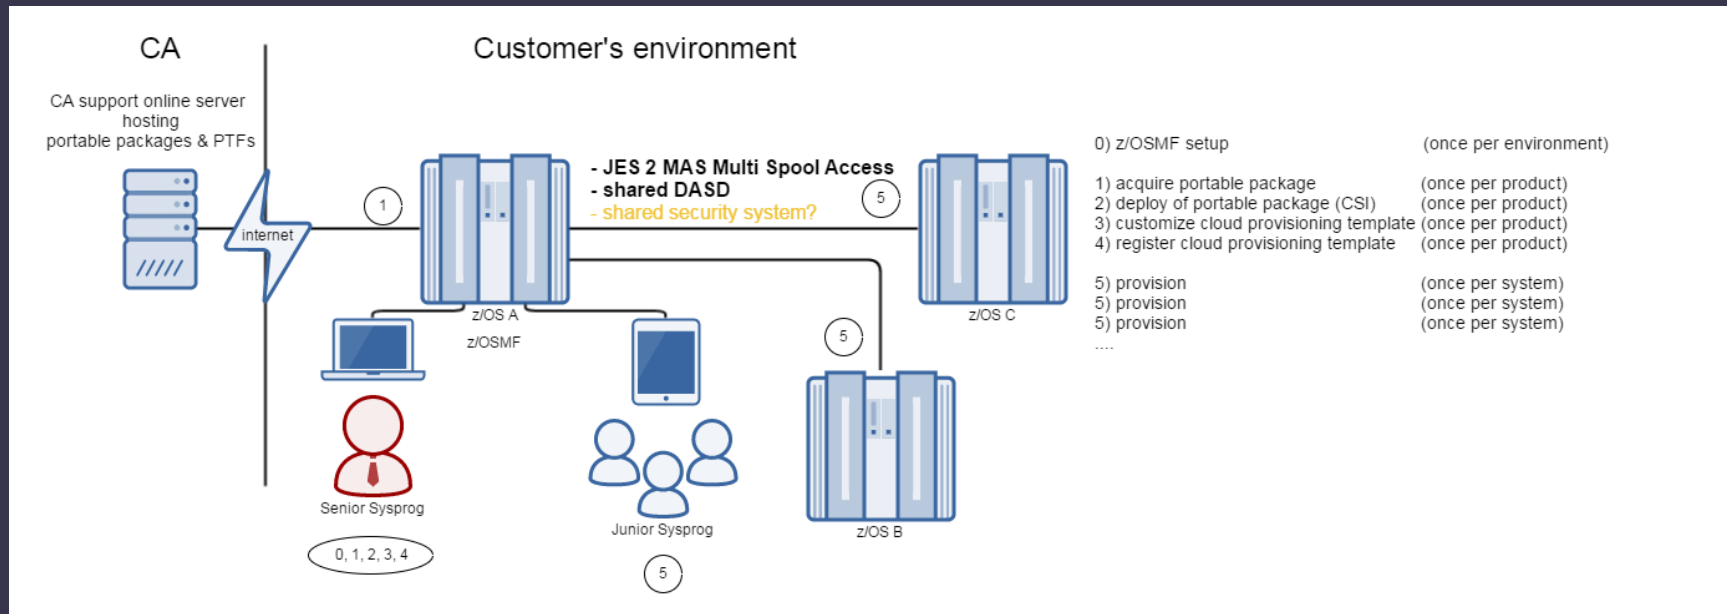 CA
Customer's environment
CA support online server
hosting
portable packages & PTFs
internet
1
- JES 2 MAS Multi Spool Access
- shared DASD
- shared security system?
5
z/OS A
z/OSMF
z/OS C
5
z/OS B
Senior Sysprog
0, 1, 2, 3, 4
Junior Sysprog
5
0) z/OSMF setup (once per environment)
1) acquire portable package (once per product)
2) deploy of portable package (CSI) (once per product)
3) customize cloud provisioning template (once per product)
4) register cloud provisioning template (once per product)
5) provision (once per system)
5) provision (once per system)
5) provision (once per system)
....